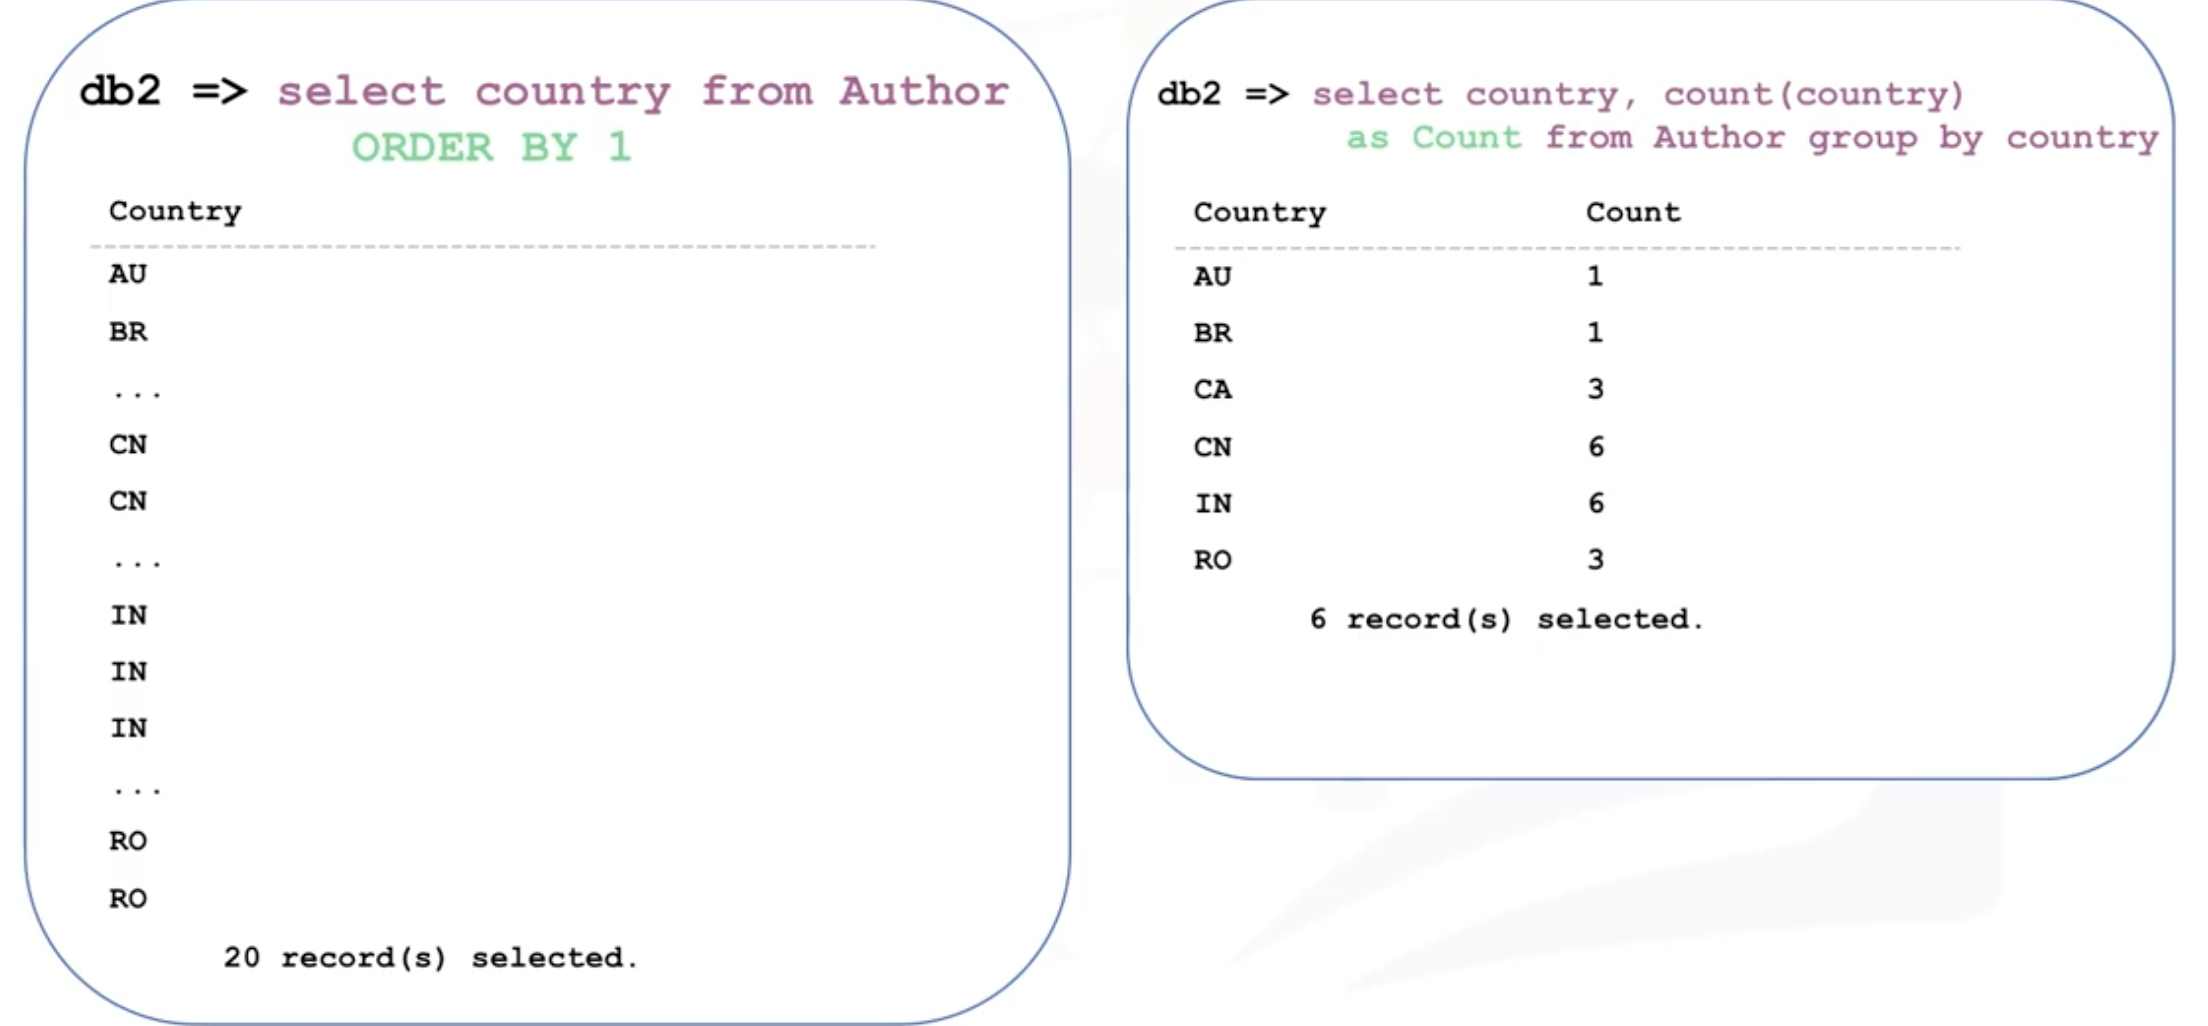 db2 => select country from Author
ORDER BY 1
Country
AU
BR
...
CN
CN
...
IN
IN
IN
...
RO
RO
20 record(s) selected.
db2 => select country, count(country)
as Count from Author group by country
Country Count
AU 1
BR 1
CA 3
CN 6
IN 6
RO 3
6 record(s) selected.